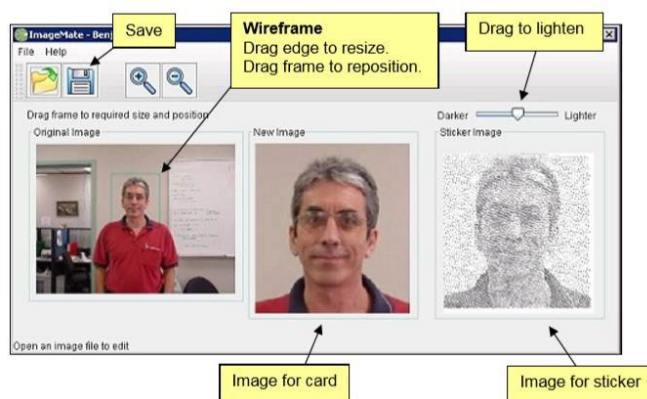 Save
Wireframe
Drag edge to resize.
Drag frame to reposition.
Drag to lighten
ImageMate - Benj
File Help
Drag frame to required size and position
Darker Lighter
Original Image
New Image
Sticker Image
Open an image file to edit
Image for card
Image for sticker